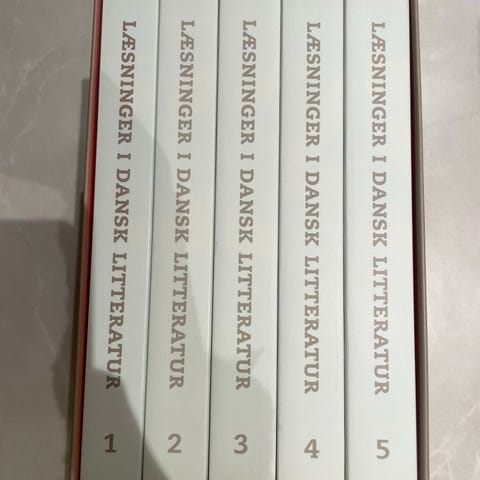 LÆSNINGER I DANSK LITTERATUR
1
LÆSNINGER I DANSK LITTERATUR
2
LÆSNINGER I DANSK LITTERATUR
3
LÆSNINGER I DANSK LITTERATUR
4
LÆSNINGER I DANSK LITTERATUR
5